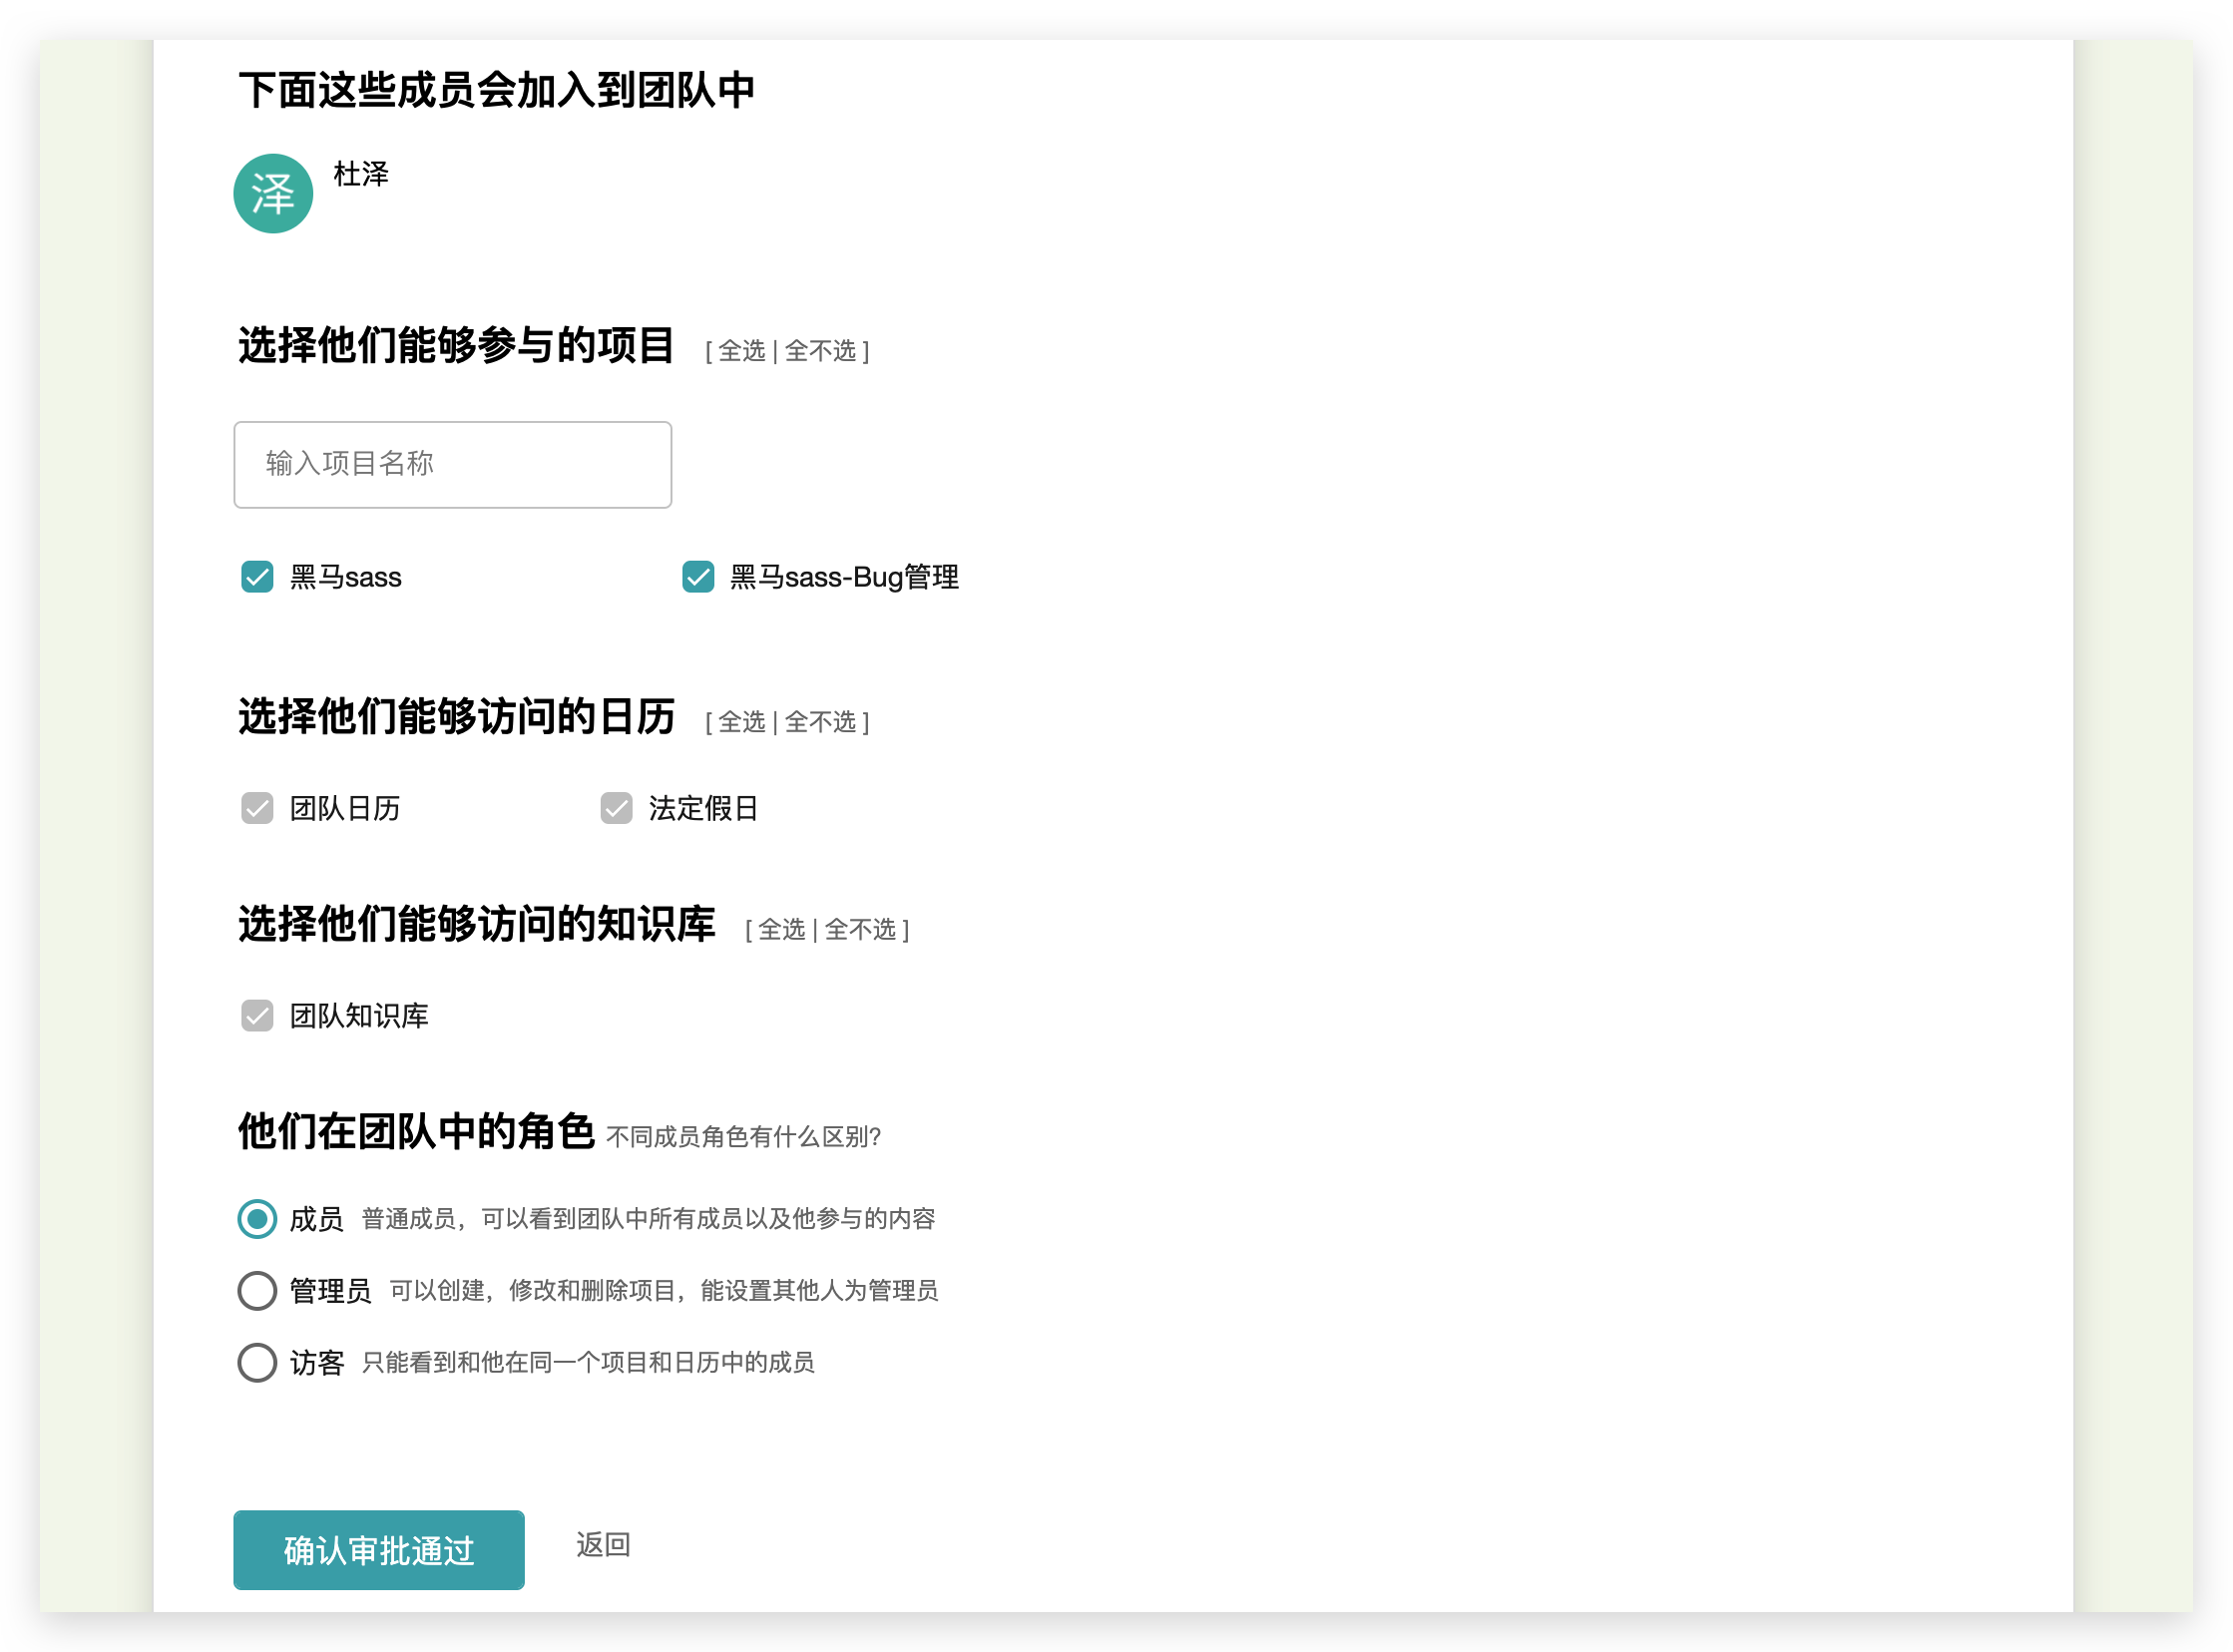 下面这些成员会加入到团队中
泽
杜泽
选择他们能够参与的项目 [ 全选 | 全不选 ]
输入项目名称
黑马sass 黑马sass-Bug管理
选择他们能够访问的日历 [ 全选 | 全不选 ]
团队日历 法定假日
选择他们能够访问的知识库 [ 全选 | 全不选 ]
团队知识库
他们在团队中的角色 不同成员角色有什么区别?
成员 普通成员，可以看到团队中所有成员以及他参与的内容
管理员 可以创建，修改和删除项目，能设置其他人为管理员
访客 只能看到和他在同一个项目和日历中的成员
确认审批通过 返回